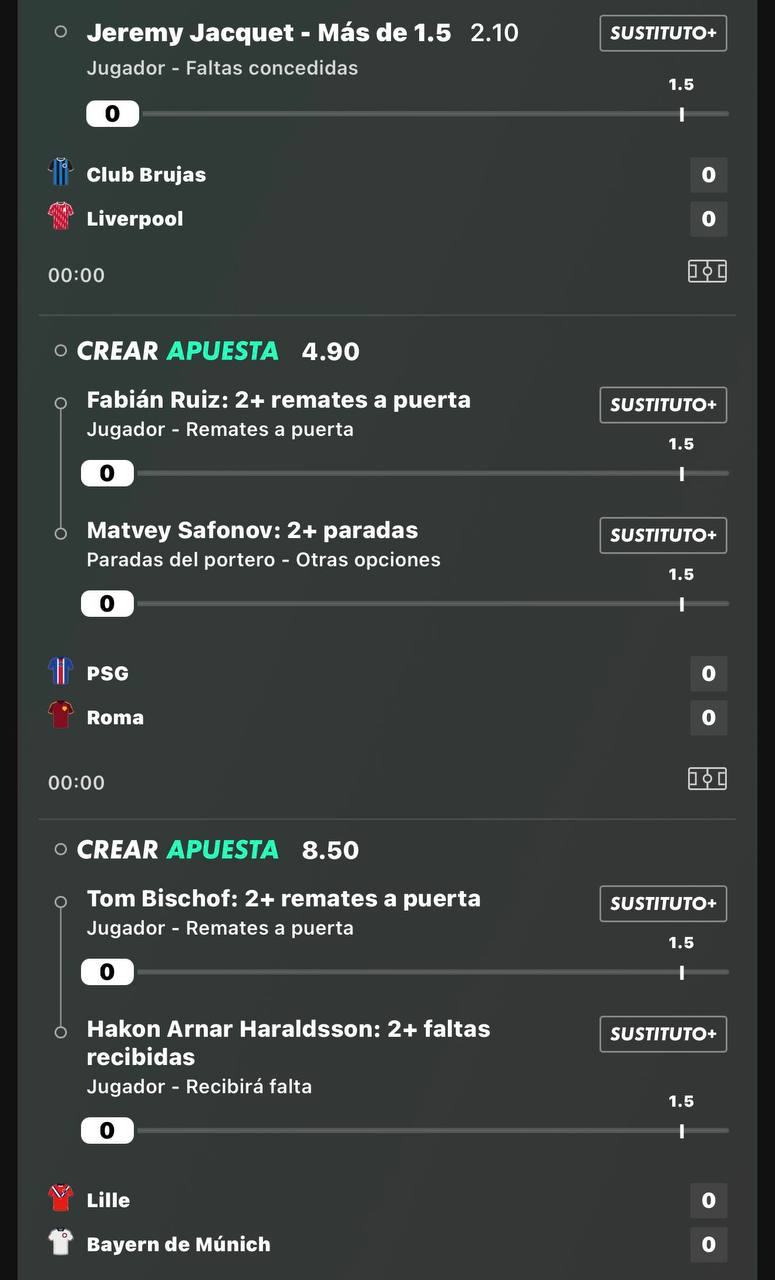 Jeremy Jacquet - Más de 1.5 2.10 SUSTITUTO+
Jugador - Faltas concedidas
1.5
0
Club Brujas 0
Liverpool 0
00:00
CREAR APUESTA 4.90
Fabián Ruiz: 2+ remates a puerta SUSTITUTO+
Jugador - Remates a puerta
1.5
0
Matvey Safonov: 2+ paradas SUSTITUTO+
Paradas del portero - Otras opciones
1.5
0
PSG 0
Roma 0
00:00
CREAR APUESTA 8.50
Tom Bischof: 2+ remates a puerta SUSTITUTO+
Jugador - Remates a puerta
1.5
0
Hakon Arnar Haraldsson: 2+ faltas SUSTITUTO+
recibidas
Jugador - Recibirá falta
1.5
0
Lille 0
Bayern de Múnich 0